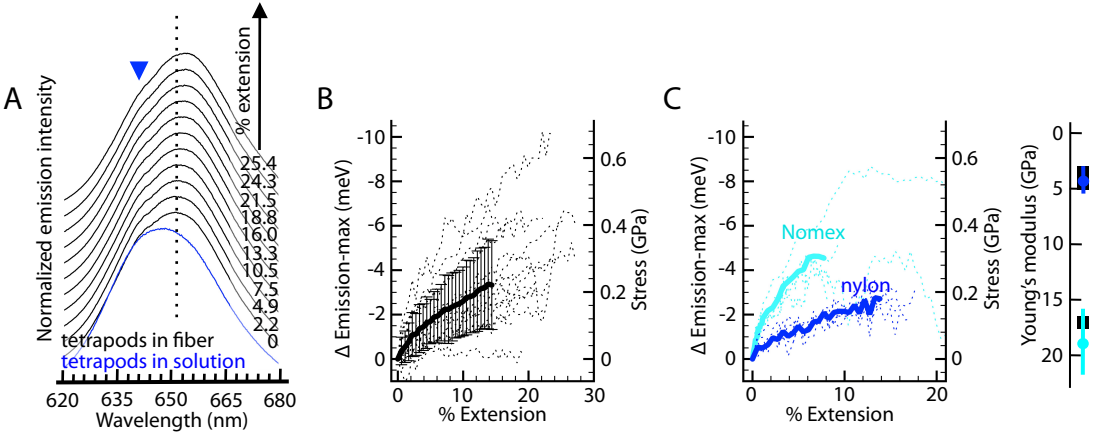 A
Normalized emission intensity
% extension
25.4
24.3
21.5
18.8
16.0
13.3
10.5
7.5
4.9
2.2
0
tetrapods in fiber
tetrapods in solution
620 635 650 665 680
Wavelength (nm)
B
Δ Emission-max (meV)
-10
-8
-6
-4
-2
0
0 10 20 30
% Extension
0.6
0.4
0.2
0
Stress (GPa)
C
Δ Emission-max (meV)
-10
-8
-6
-4
-2
0
Nomex
nylon
0 10 20
% Extension
0.6
0.4
0.2
0
Stress (GPa)
Young's modulus (GPa)
0
5
10
15
20